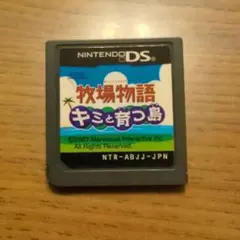 NINTENDO DS
牧場物語
キミと育つ島
©2007 Marvelous Interactive Inc.
All Rights Reserved.
NTR-ABJJ-JPN